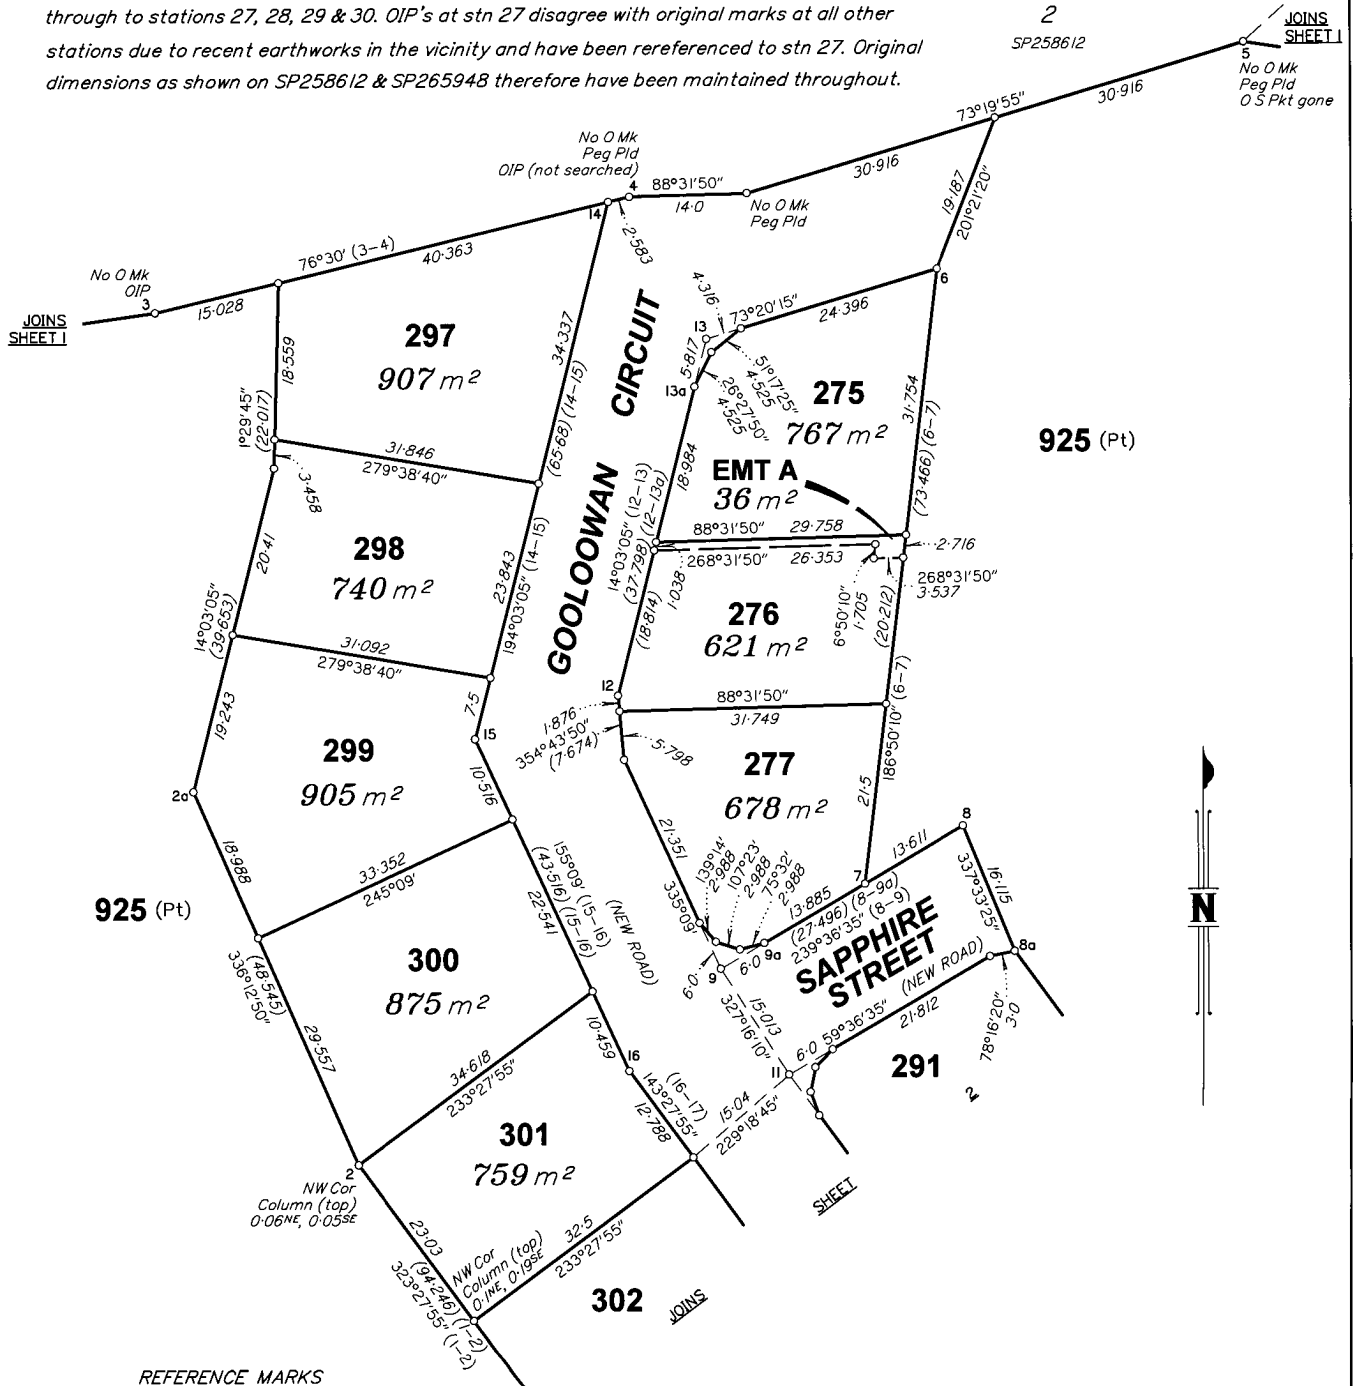 through to stations 27, 28, 29 & 30. OIP's at stn 27 disagree with original marks at all other
stations due to recent earthworks in the vicinity and have been rereferenced to stn 27. Original
dimensions as shown on SP258612 & SP265948 therefore have been maintained throughout.
2
SP258612
JOINS
SHEET 1
5
No O Mk
Peg Pld
O S Pkt gone
73°19'55"
30·916
30·916
No O Mk
Peg Pld
OIP (not searched)
4
14
88°31'50"
14·0
No O Mk
Peg Pld
2·583
19·187
201°21'20"
76°30' (3-4)
40·363
No O Mk
OIP
3
15·028
JOINS
SHEET 1
6
4·316
73°20'15"
24·396
13
5·817
13a
51°17'25"
4·525
26°27'50"
4·525
297
907 m²
18·559
34·337
1°29'45"
(22·017)
31·846
279°38'40"
(65·68) (14-15)
3·458
GOOLOOWAN CIRCUIT
275
767 m²
31·754
(73·466) (6-7)
925 (Pt)
EMT A
36 m²
18·984
14°03'05" (12-13)
(37·798) (12-13a)
88°31'50"
29·758
268°31'50"
26·353
2·716
268°31'50"
3·537
1·038
6°50'10"
1·705
(20·212)
298
740 m²
20·41
23·843
194°03'05" (14-15)
14°03'05"
(39·653)
31·092
279°38'40"
276
621 m²
(18·814)
12
88°31'50"
31·749
186°50'10" (6-7)
1·876
354°43'50"
(7·674)
5·798
299
905 m²
19·243
7·5
15
10·516
2a
277
678 m²
21·5
21·351
335°09'
139°14'
2·988
107°23'
2·988
75°32'
2·988
7
13·611
8
16·115
337°33'25"
13·885
(27·496) (8-9a)
239°36'35" (8-9)
18·988
33·352
245°09'
155°09' (15-16)
(43·516) (15-16)
22·541
(NEW ROAD)
925 (Pt)
6·0
9
6·0
9a
SAPPHIRE
STREET
(NEW ROAD)
8a
N
300
875 m²
(48·545)
336°12'50"
29·557
15·013
327°16'10"
59°36'35"
21·812
6·0
78°16'20"
3·0
11
291
2
10·459
16
34·618
233°27'55"
(16-17)
143°27'55"
12·788
15·04
229°18'45"
301
759 m²
2
NW Cor
Column (top)
0·06NE, 0·05SE
SHEET
23·03
(94·246) (1-2)
323°27'55" (1-2)
NW Cor
Column (top)
0·1NE, 0·19SE
32·5
233°27'55"
302
JOINS
REFERENCE MARKS